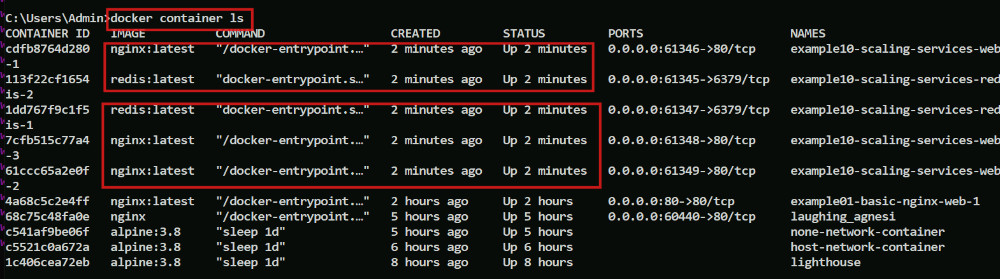 C:\Users\Admin>docker container ls
CONTAINER ID   IMAGE          COMMAND                  CREATED         STATUS         PORTS                     NAMES
cdfb8764d280   nginx:latest   "/docker-entrypoint.…"   2 minutes ago   Up 2 minutes   0.0.0.0:61346->80/tcp     example10-scaling-services-web
-1
113f22cf1654   redis:latest   "docker-entrypoint.s…"   2 minutes ago   Up 2 minutes   0.0.0.0:61345->6379/tcp   example10-scaling-services-red
is-2
1dd767f9c1f5   redis:latest   "docker-entrypoint.s…"   2 minutes ago   Up 2 minutes   0.0.0.0:61347->6379/tcp   example10-scaling-services-red
is-1
7cfb515c77a4   nginx:latest   "/docker-entrypoint.…"   2 minutes ago   Up 2 minutes   0.0.0.0:61348->80/tcp     example10-scaling-services-web
-3
61ccc65a2e0f   nginx:latest   "/docker-entrypoint.…"   2 minutes ago   Up 2 minutes   0.0.0.0:61349->80/tcp     example10-scaling-services-web
-2
4a68c5c2e4ff   nginx:latest   "/docker-entrypoint.…"   2 hours ago     Up 2 hours     0.0.0.0:80->80/tcp        example01-basic-nginx-web-1
68c75c48fa0e   nginx          "/docker-entrypoint.…"   5 hours ago     Up 5 hours     0.0.0.0:60440->80/tcp     laughing_agnesi
c541af9be06f   alpine:3.8     "sleep 1d"               5 hours ago     Up 5 hours                               none-network-container
c5521c0a672a   alpine:3.8     "sleep 1d"               6 hours ago     Up 6 hours                               host-network-container
1c406cea72eb   alpine:3.8     "sleep 1d"               8 hours ago     Up 8 hours                               lighthouse